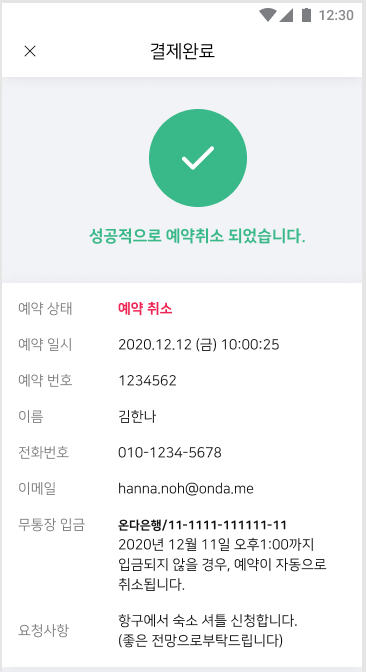 12:30
결제완료
성공적으로 예약취소 되었습니다.
예약 상태 예약 취소
예약 일시 2020.12.12 (금) 10:00:25
예약 번호 1234562
이름 김한나
전화번호 010-1234-5678
이메일 hanna.noh@onda.me
무통장 입금 온다은행/11-1111-111111-11
2020년 12월 11일 오후1:00까지
입금되지 않을 경우, 예약이 자동으로
취소됩니다.
요청사항 항구에서 숙소 셔틀 신청합니다.
(좋은 전망으로부탁드립니다)